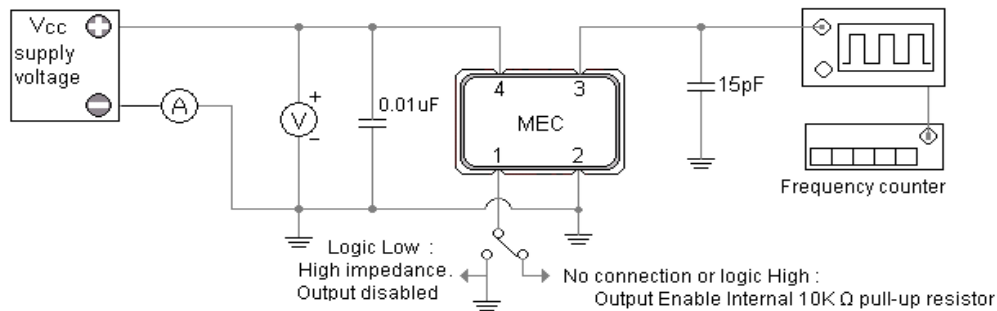 Vcc
supply
voltage
A
V
+
-
0.01uF
4
3
MEC
1
2
15pF
Frequency counter
Logic Low :
High impedance.
Output disabled
No connection or logic High :
Output Enable Internal 10K Ω pull-up resistor